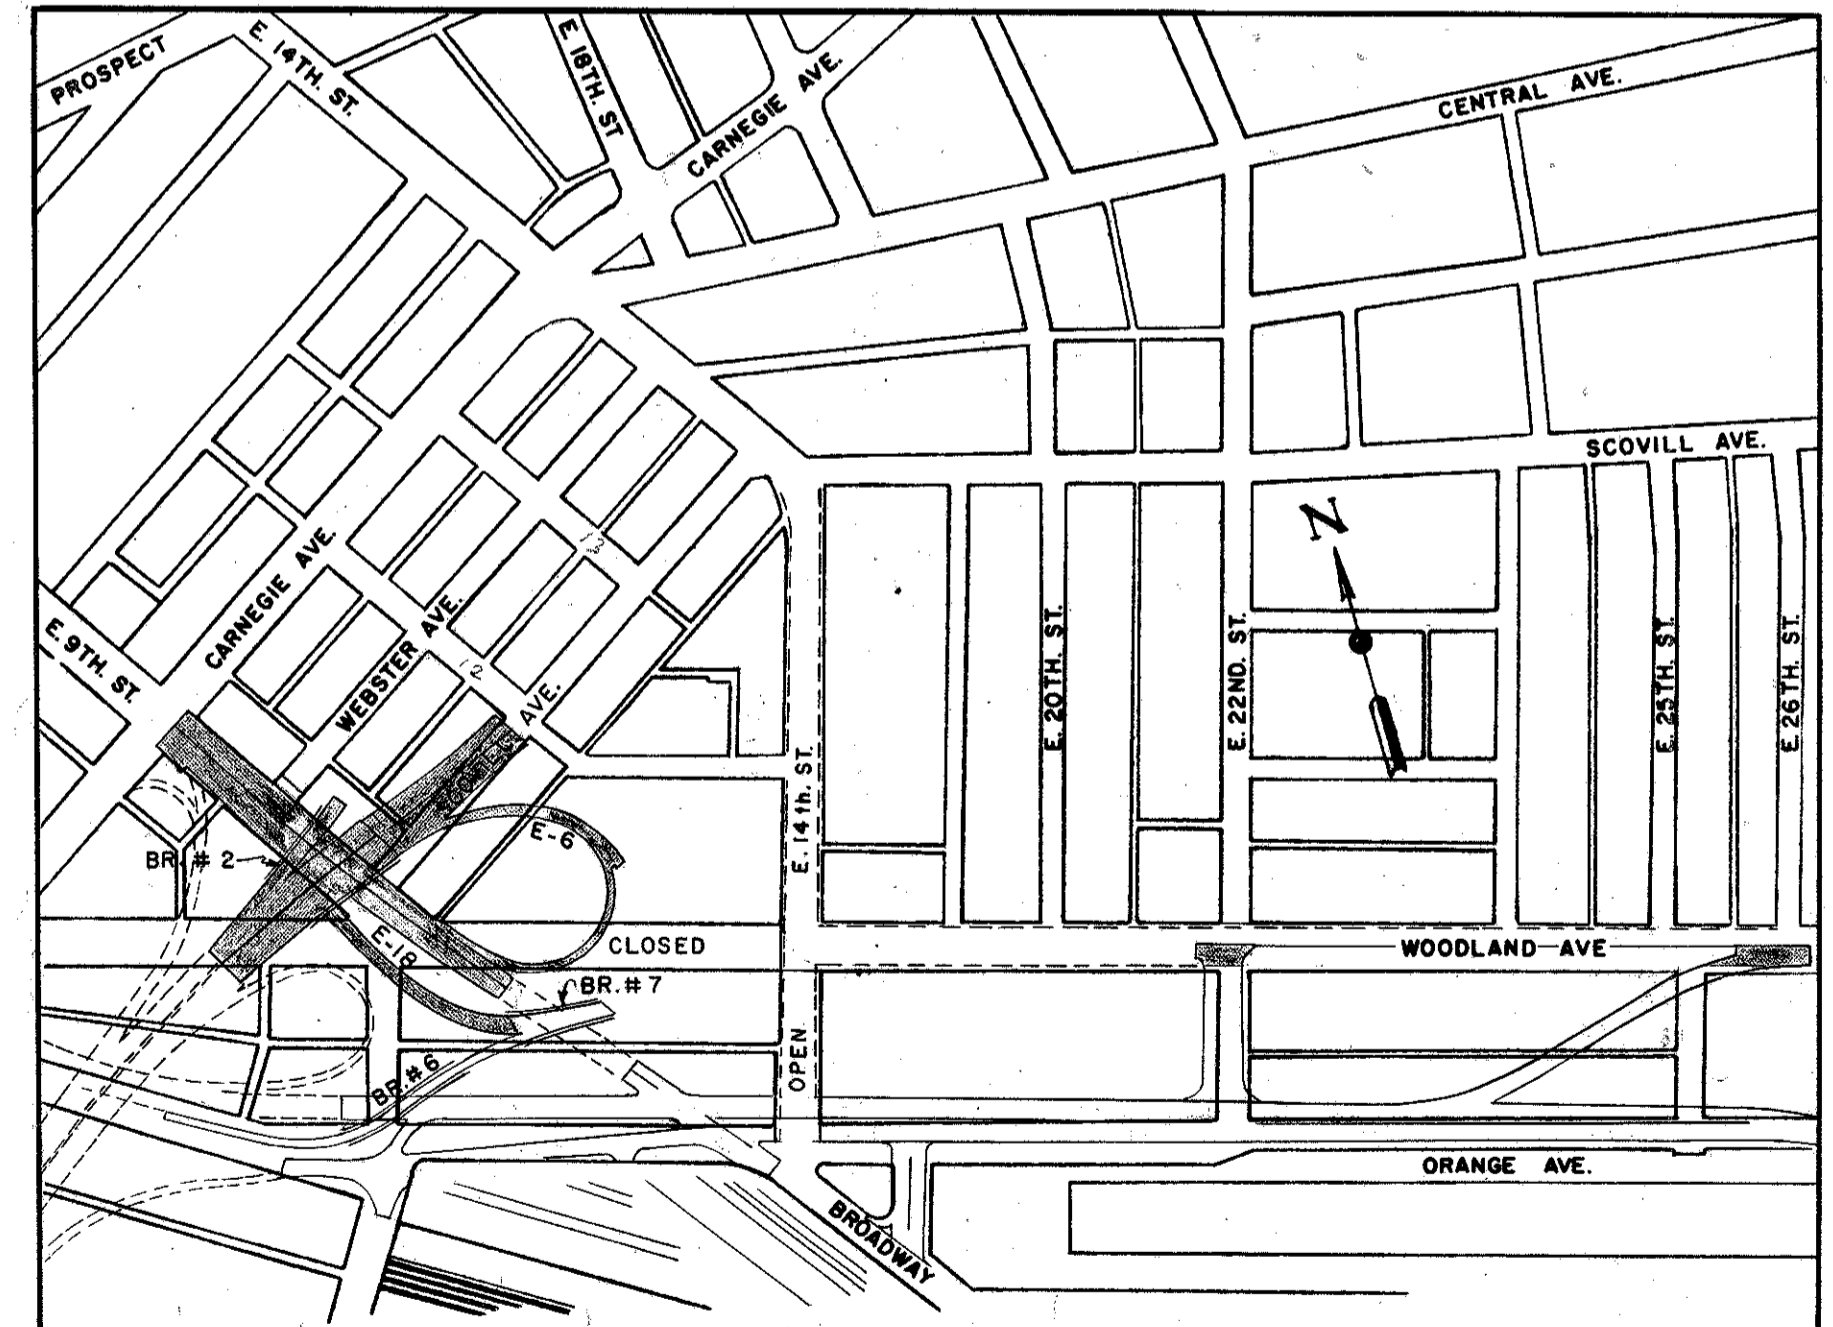 PROSPECT
E. 14TH. ST.
E 18TH. ST
CARNEGIE AVE.
CENTRAL AVE.
SCOVILL AVE.
N
13
CARNEGIE AVE.
WEBSTER AVE.
12
E. 9TH. ST.
AVE.
E. 20TH. ST.
E. 22ND. ST.
E. 25TH. ST.
E. 26TH. ST.
E. 14th. ST.
BR. # 2
E-6
E-18
CLOSED
WOODLAND AVE
BR. # 7
BR. # 6
OPEN
ORANGE AVE.
BROADWAY